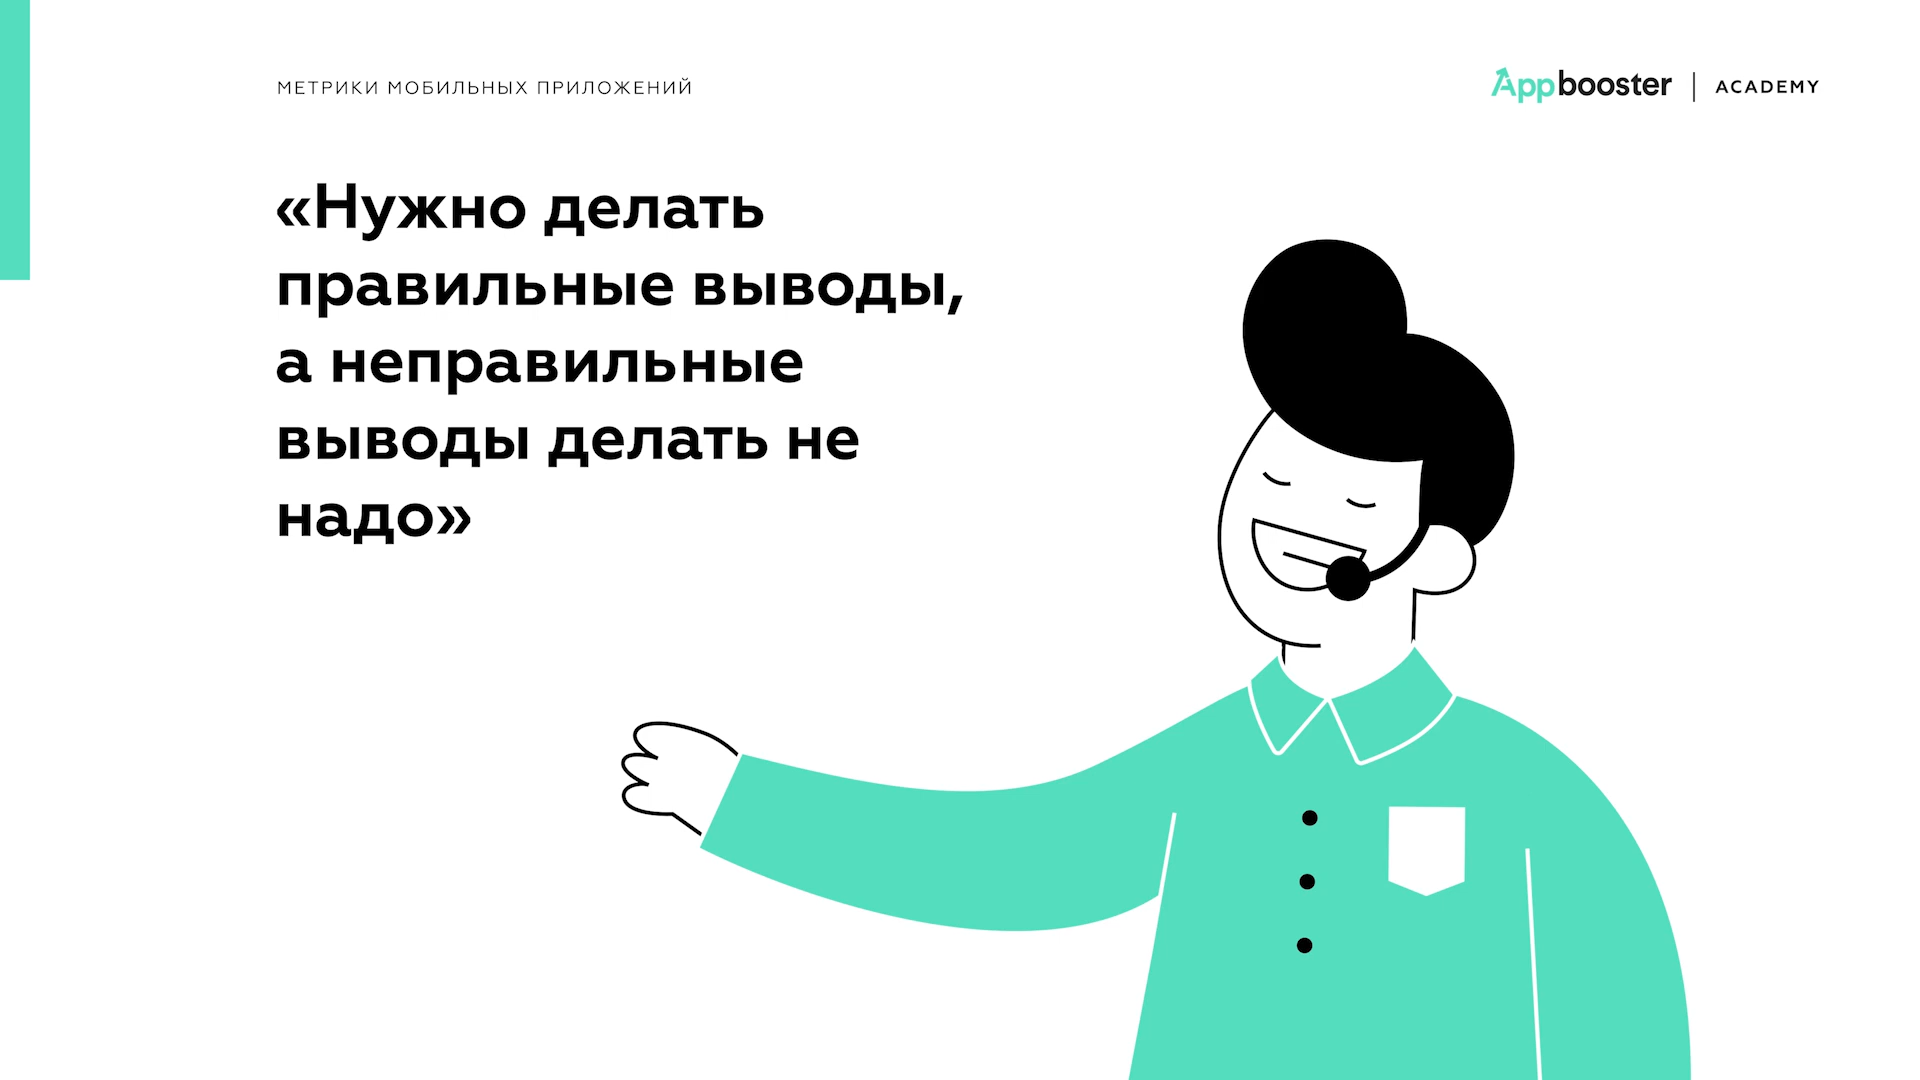 МЕТРИКИ МОБИЛЬНЫХ ПРИЛОЖЕНИЙ
Appbooster | ACADEMY
«Нужно делать
правильные выводы,
а неправильные
выводы делать не
надо»